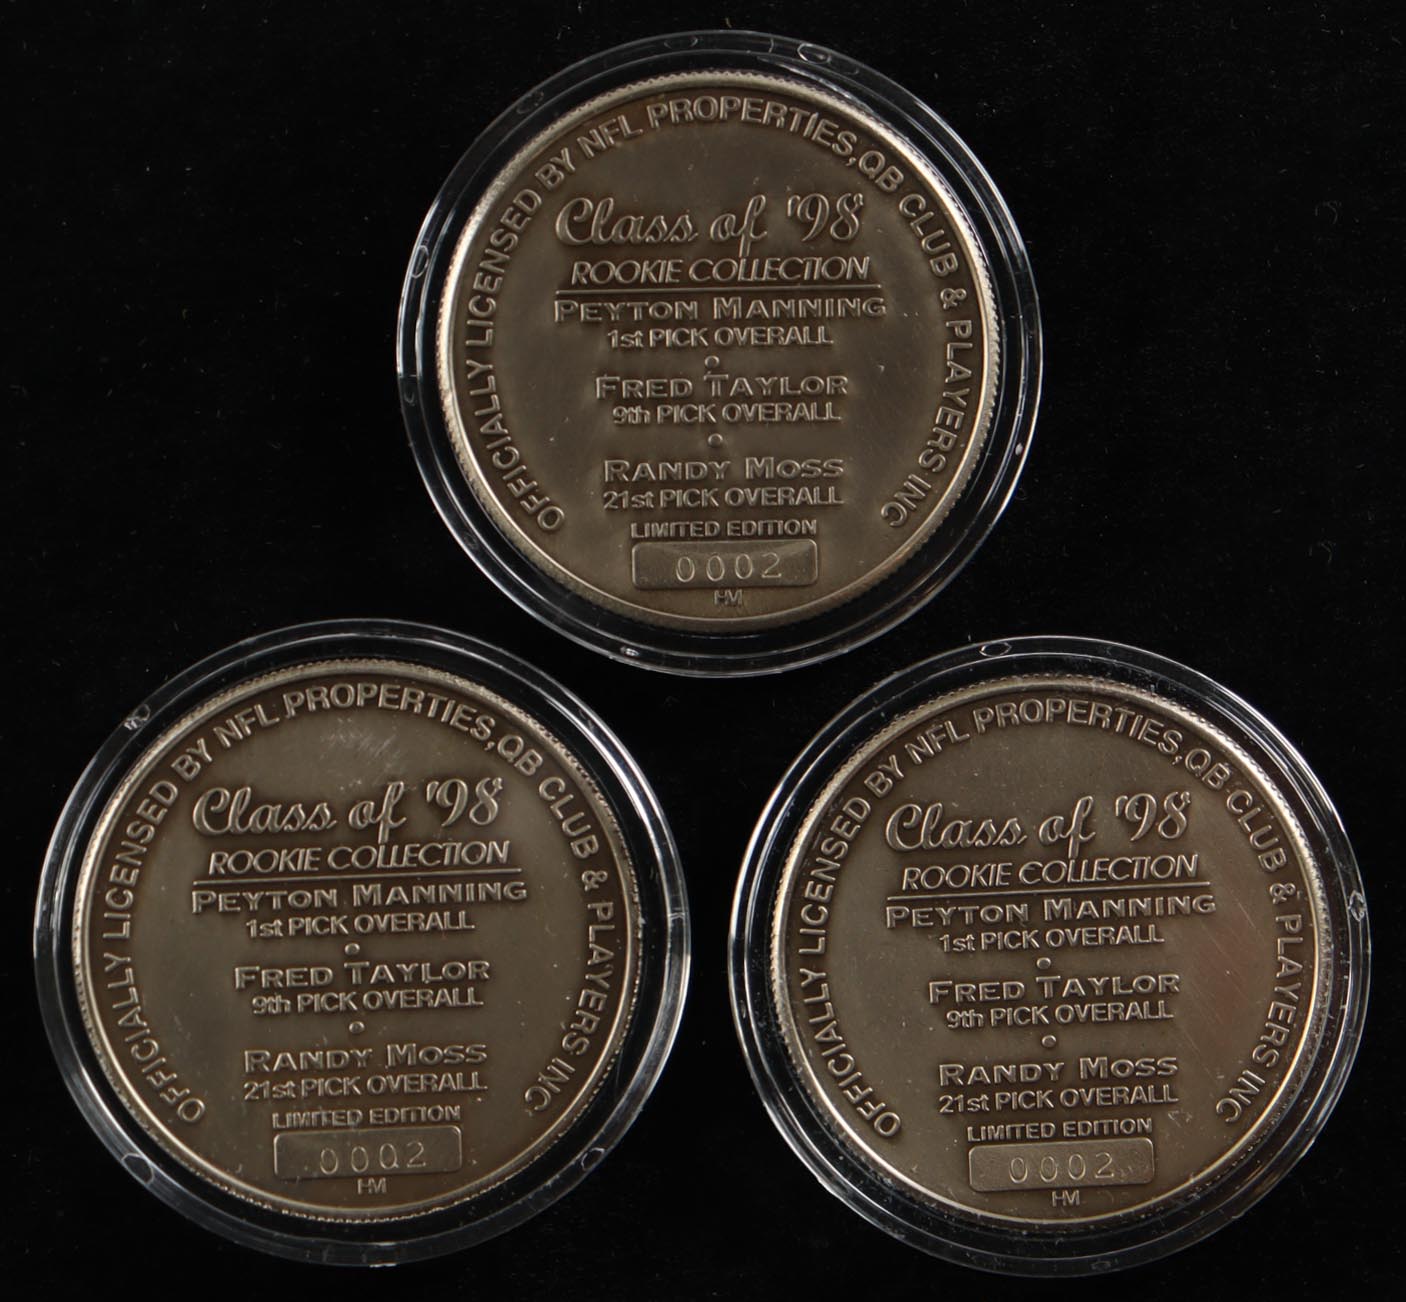 OFFICIALLY LICENSED BY NFL PROPERTIES, QB CLUB & PLAYERS INC
Class of '98
ROOKIE COLLECTION
PEYTON MANNING
1st PICK OVERALL
FRED TAYLOR
9th PICK OVERALL
RANDY MOSS
21st PICK OVERALL
LIMITED EDITION
0002
HM
OFFICIALLY LICENSED BY NFL PROPERTIES, QB CLUB & PLAYERS INC
Class of '98
ROOKIE COLLECTION
PEYTON MANNING
1st PICK OVERALL
FRED TAYLOR
9th PICK OVERALL
RANDY MOSS
21st PICK OVERALL
LIMITED EDITION
0002
HM
OFFICIALLY LICENSED BY NFL PROPERTIES, QB CLUB & PLAYERS INC
Class of '98
ROOKIE COLLECTION
PEYTON MANNING
1st PICK OVERALL
FRED TAYLOR
9th PICK OVERALL
RANDY MOSS
21st PICK OVERALL
LIMITED EDITION
0002
HM